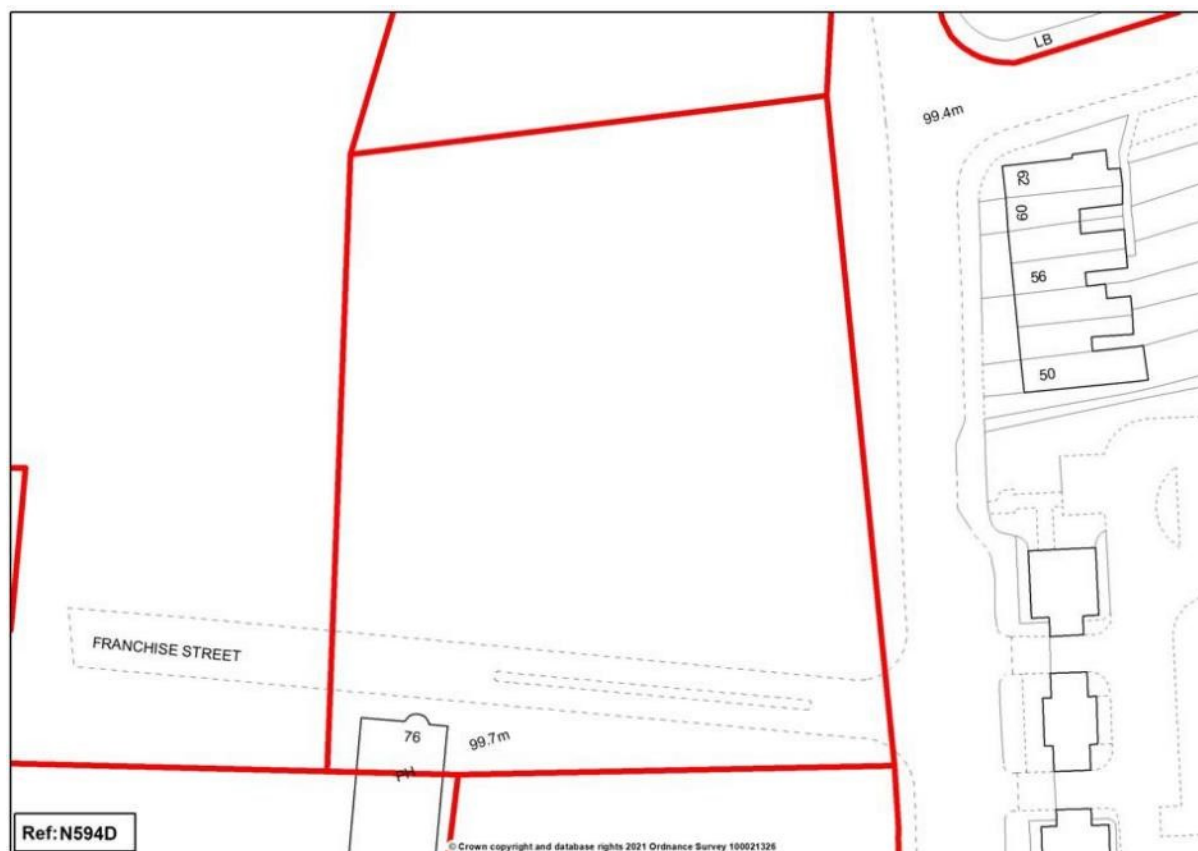 LB
99.4m
62
60
56
50
FRANCHISE STREET
76
99.7m
PH
Ref:N594D
© Crown copyright and database rights 2021 Ordnance Survey 100021326